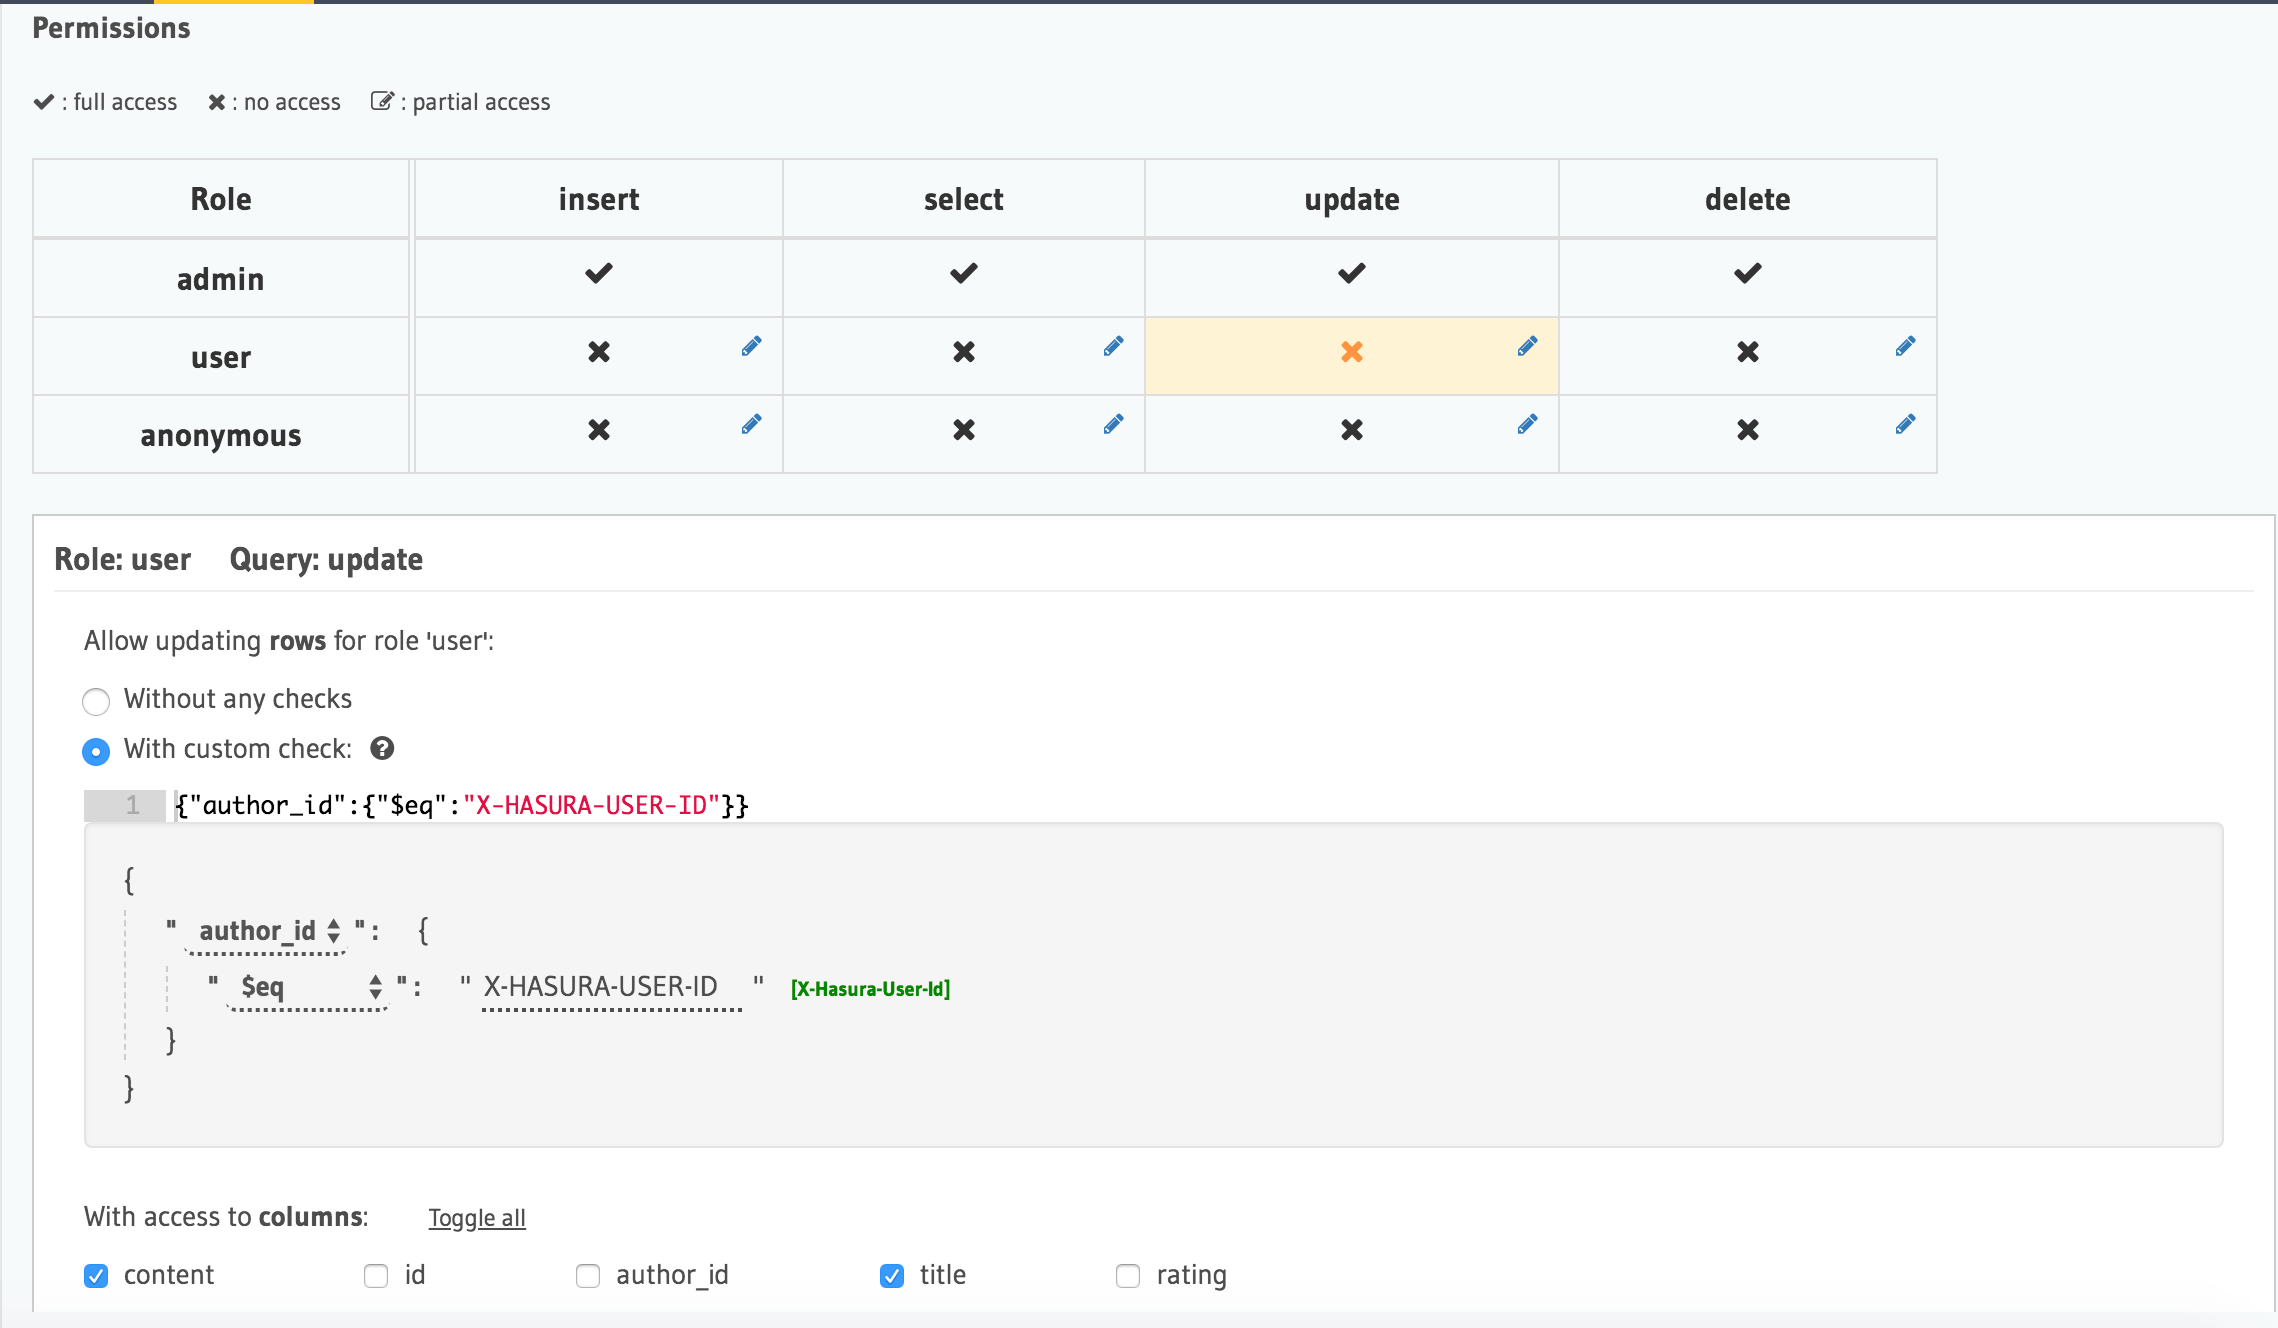 Permissions
: full access : no access : partial access
Role insert select update delete
admin
user
anonymous
Role: user Query: update
Allow updating rows for role 'user':
Without any checks
With custom check:
1 {"author_id":{"$eq":"X-HASURA-USER-ID"}}
{
" author_id ": {
" $eq ": " X-HASURA-USER-ID " [X-Hasura-User-Id]
}
}
With access to columns: Toggle all
content id author_id title rating